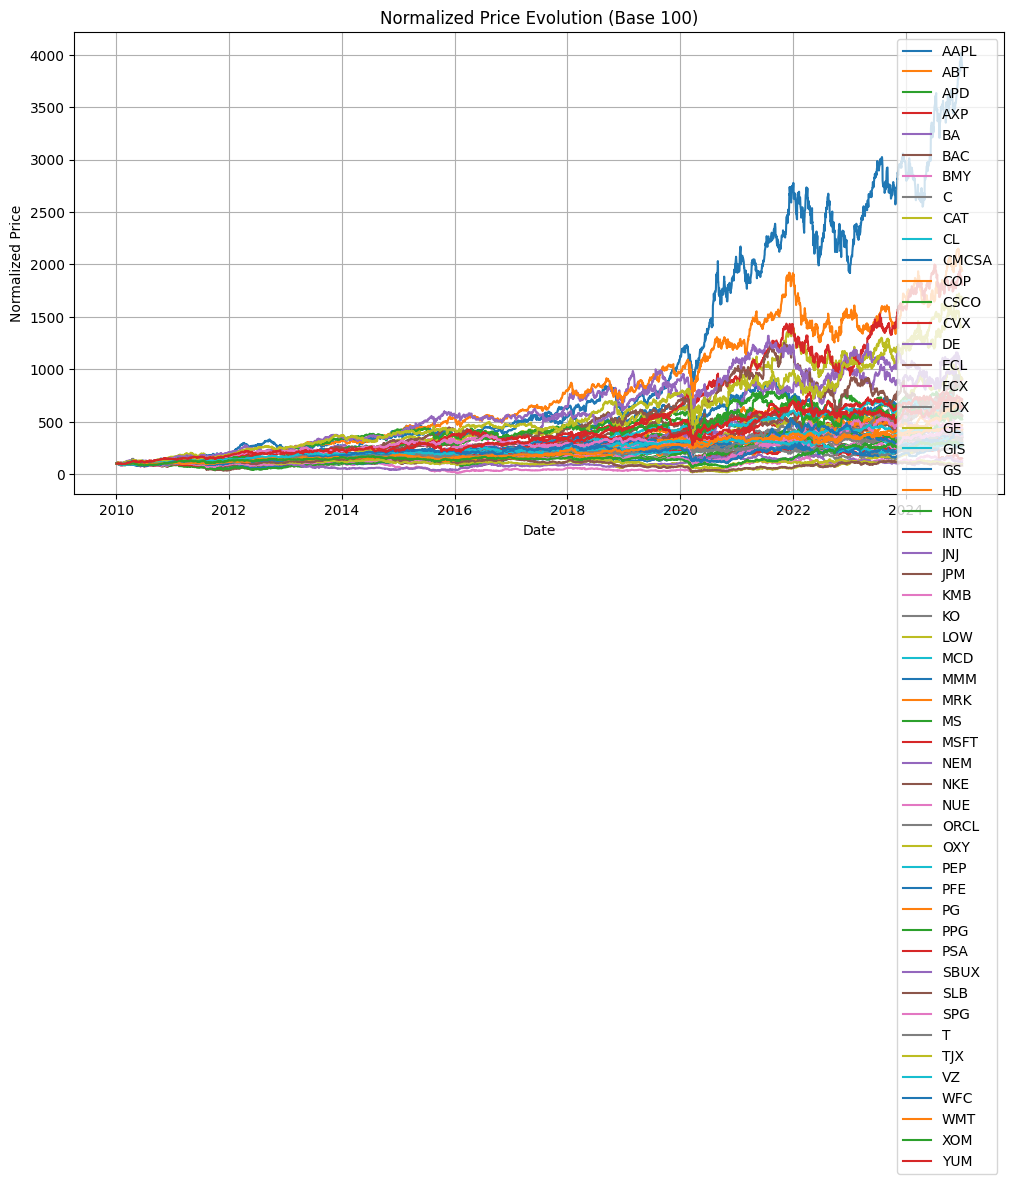 Normalized Price Evolution (Base 100)
4000
3500
3000
2500
2000
1500
1000
500
0
Normalized Price
2010
2012
2014
2016
2018
2020
2022
2024
Date
AAPL
ABT
APD
AXP
BA
BAC
BMY
C
CAT
CL
CMCSA
COP
CSCO
CVX
DE
ECL
FCX
FDX
GE
GIS
GS
HD
HON
INTC
JNJ
JPM
KMB
KO
LOW
MCD
MMM
MRK
MS
MSFT
NEM
NKE
NUE
ORCL
OXY
PEP
PFE
PG
PPG
PSA
SBUX
SLB
SPG
T
TJX
VZ
WFC
WMT
XOM
YUM